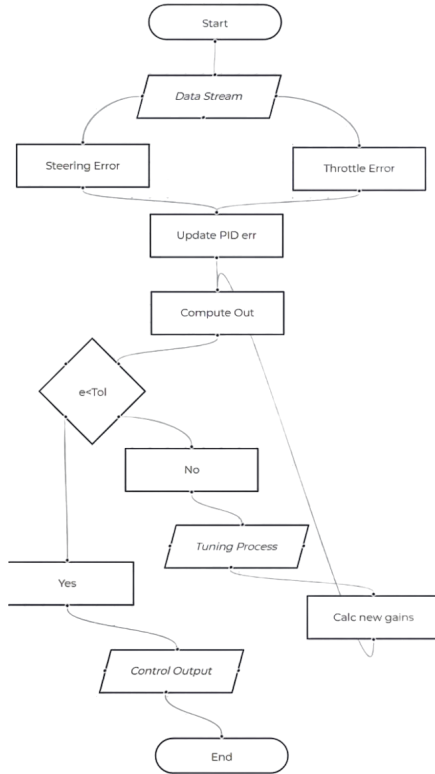 Start
Data Stream
Steering Error
Throttle Error
Update PID err
Compute Out
e<Tol
No
Tuning Process
Yes
Calc new gains
Control Output
End